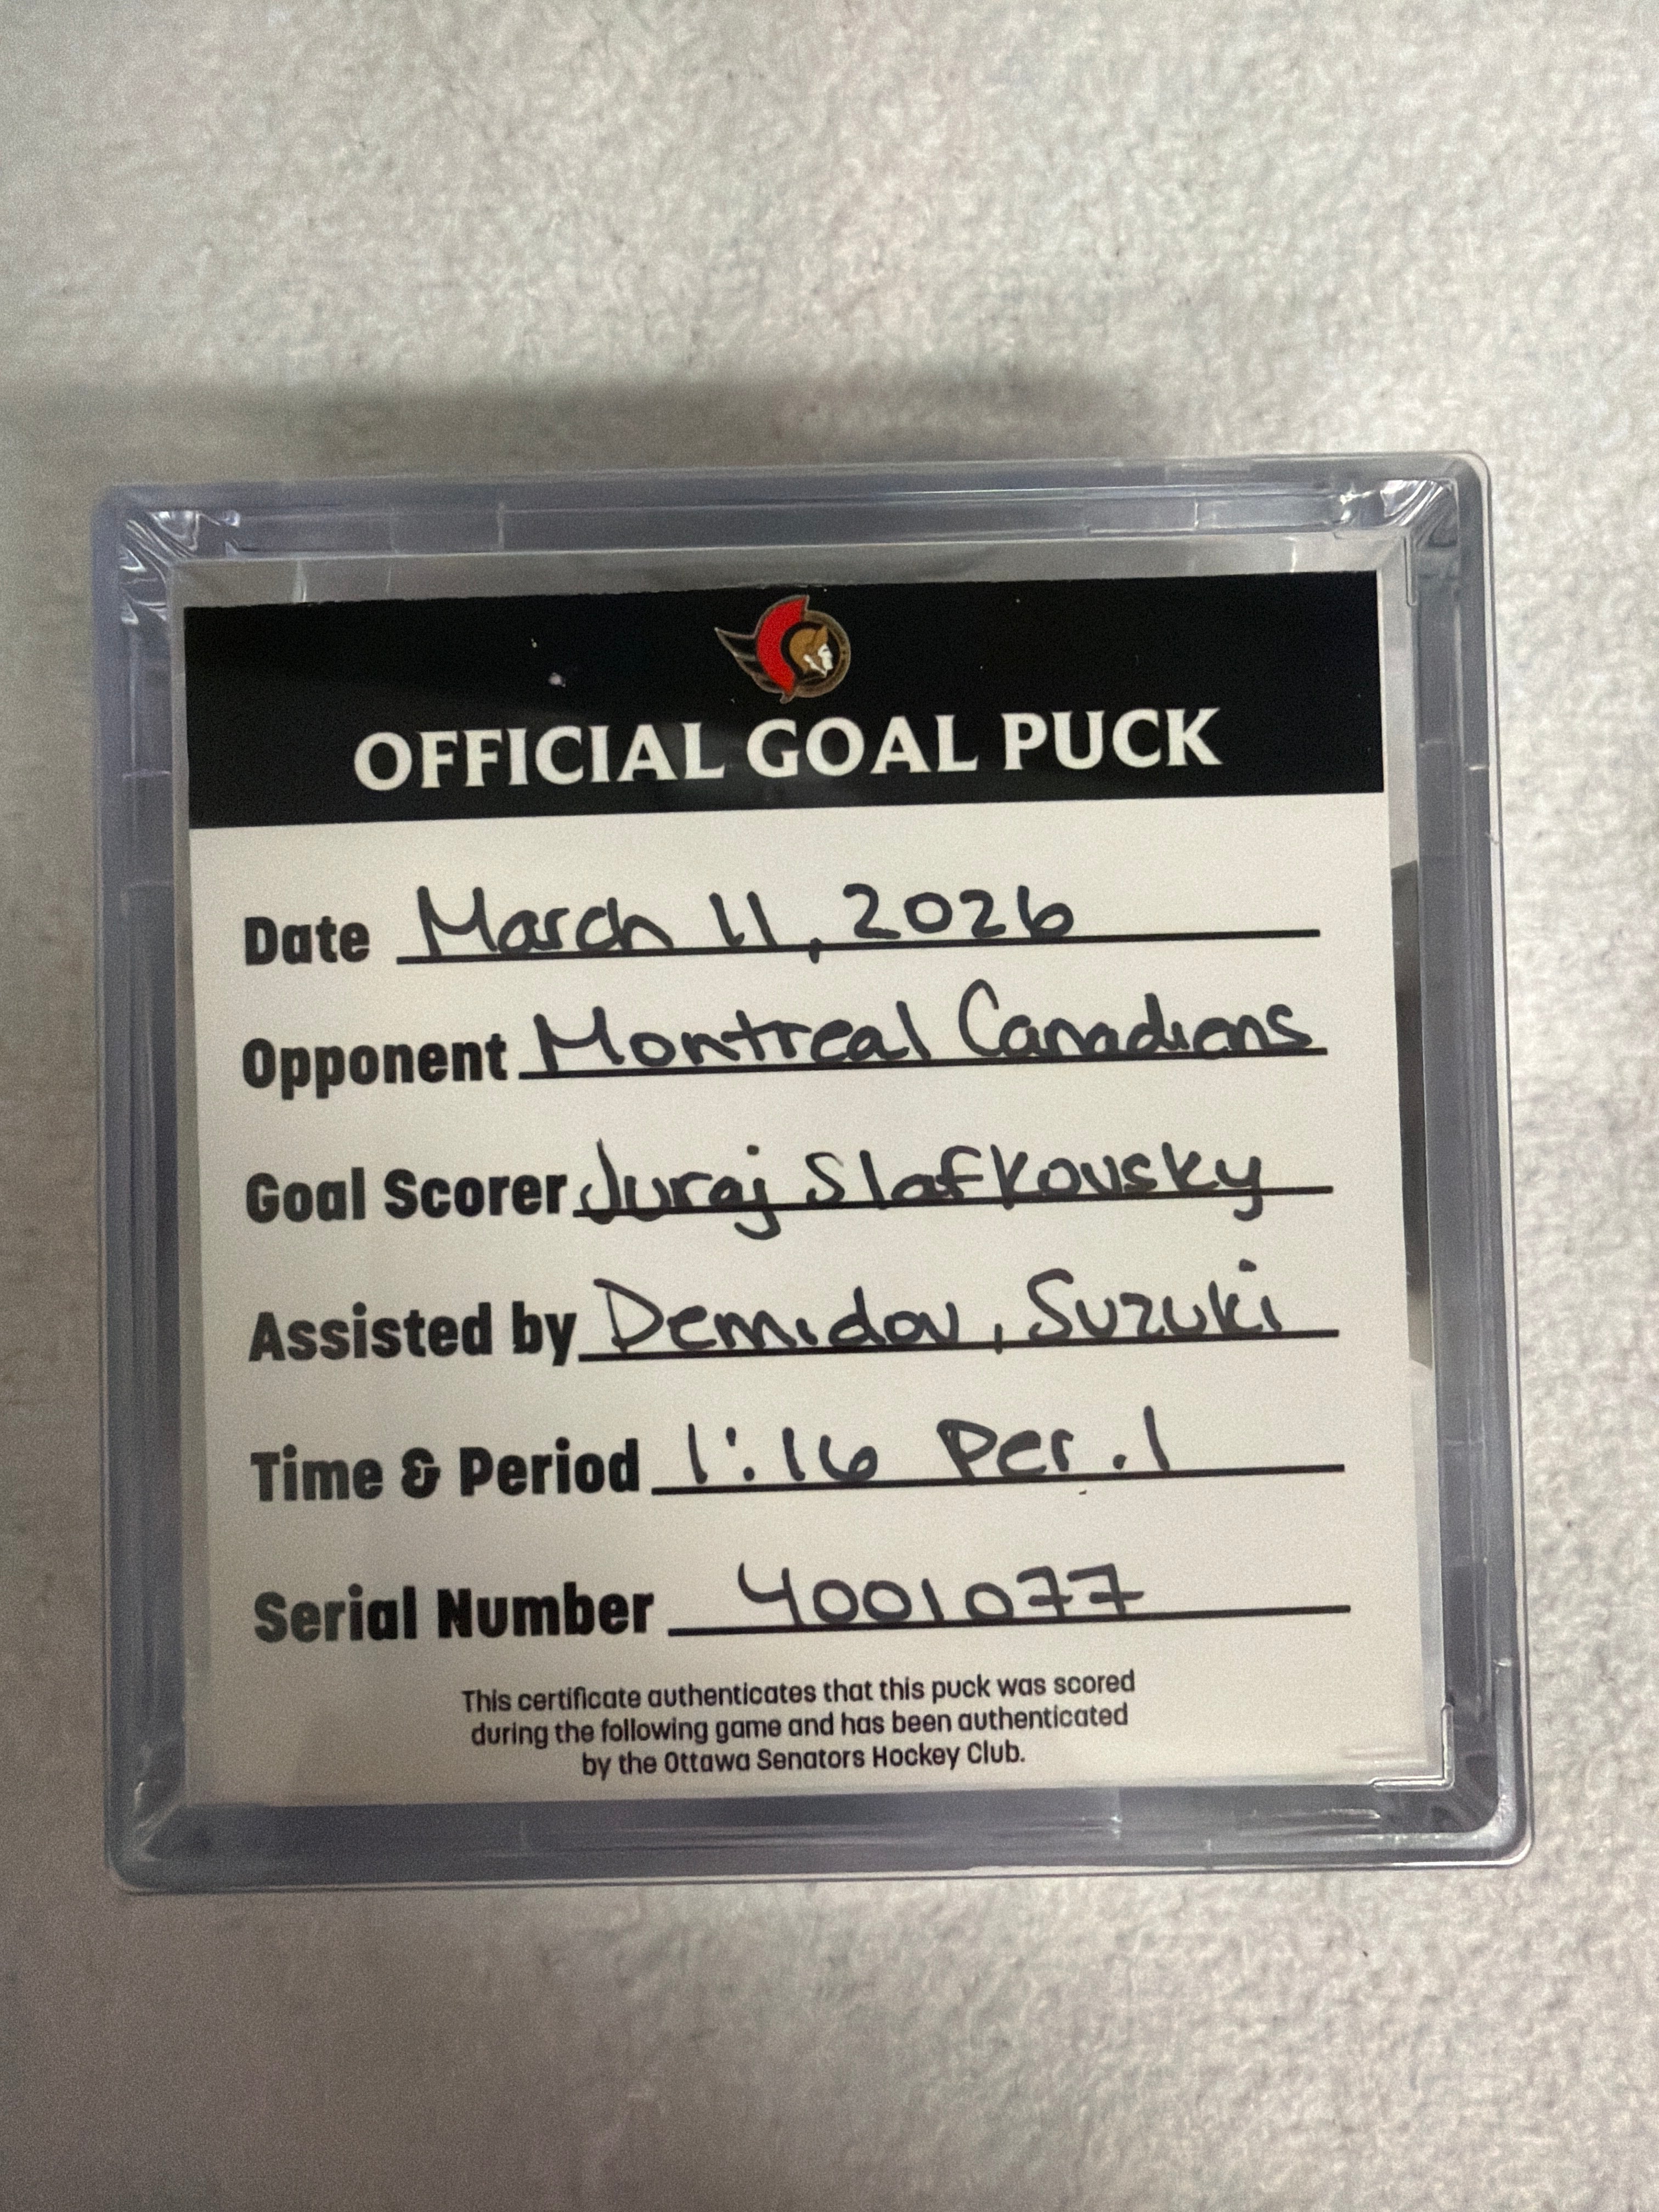 OFFICIAL GOAL PUCK
Date March 11, 2026
Opponent Montreal Canadiens
Goal Scorer Juraj Slafkovsky
Assisted by Demidov, Suzuki
Time & Period 1:16 Per. 1
Serial Number 4001077
This certificate authenticates that this puck was scored
during the following game and has been authenticated
by the Ottawa Senators Hockey Club.